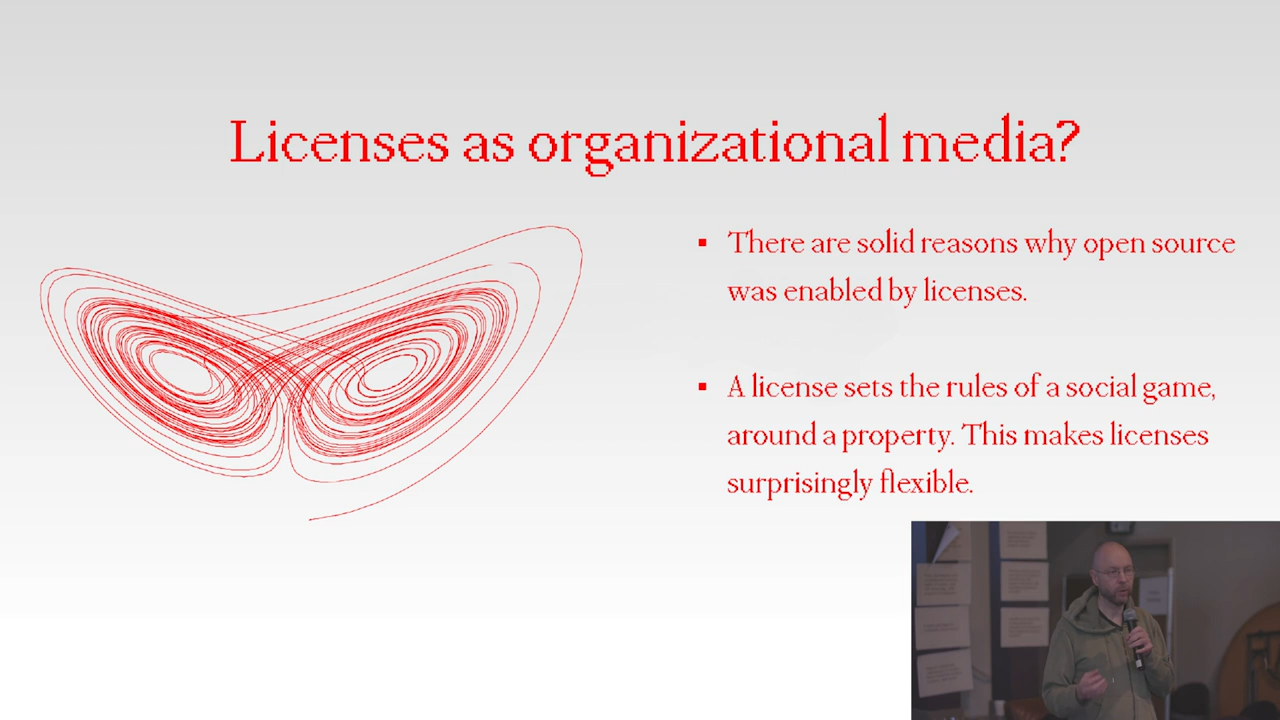 Licenses as organizational media?
▪ There are solid reasons why open source
was enabled by licenses.
▪ A license sets the rules of a social game,
around a property. This makes licenses
surprisingly flexible.